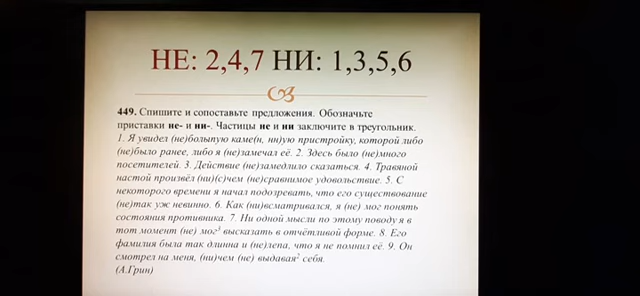 НЕ: 2,4,7 НИ: 1,3,5,6
449. Спишите и сопоставьте предложения. Обозначьте
приставки не- и ни-. Частицы не и ни заключите в треугольник.
1. Я увидел (не)большую каме(н, нн)ую пристройку, которой либо
(не)было ранее, либо я (не)замечал её. 2. Здесь было (не)много
посетителей. 3. Действие (не)замедлило сказаться. 4. Травяной
настой произвёл (ни)(с)чем (не)сравнимое удовольствие. 5. С
некоторого времени я начал подозревать, что его существование
(не)так уж невинно. 6. Как (ни)всматривался, я (не) мог понять
состояния противника. 7. Ни одной мысли по этому поводу я в
тот момент (не) мог³ высказать в отчётливой форме. 8. Его
фамилия была так длинна и (не)лепа, что я не помнил её. 9. Он
смотрел на меня, (ни)чем (не) выдавая² себя.
(А.Грин)